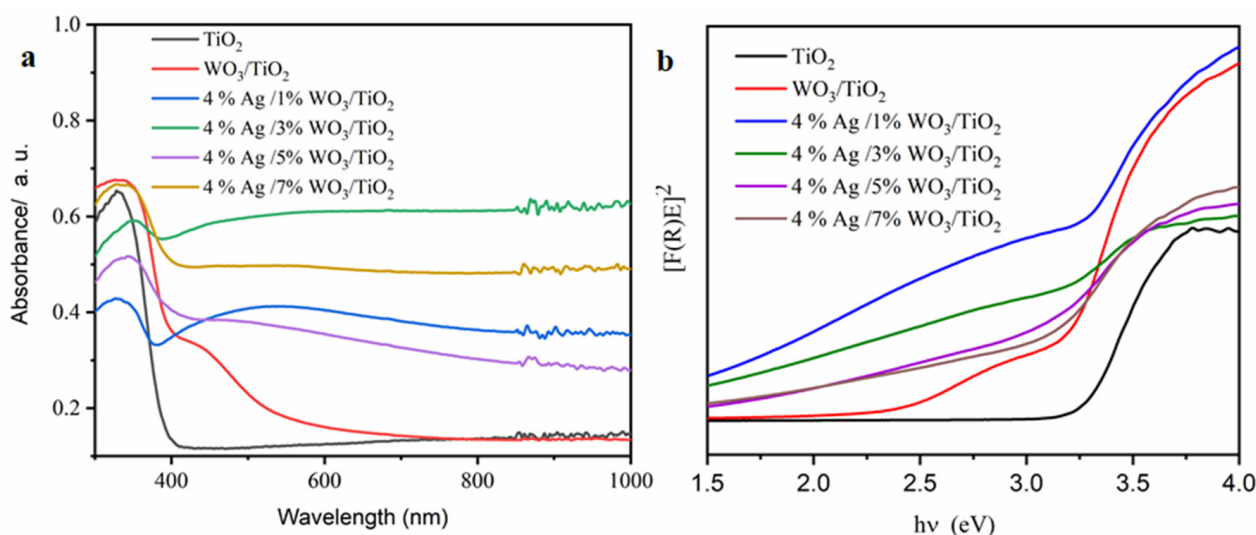 a
1.0
0.8
0.6
0.4
0.2
Absorbance/ a. u.
TiO₂
WO₃/TiO₂
4 % Ag /1% WO₃/TiO₂
4 % Ag /3% WO₃/TiO₂
4 % Ag /5% WO₃/TiO₂
4 % Ag /7% WO₃/TiO₂
400 600 800 1000
Wavelength (nm)
b
[F(R)E]²
TiO₂
WO₃/TiO₂
4 % Ag /1% WO₃/TiO₂
4 % Ag /3% WO₃/TiO₂
4 % Ag /5% WO₃/TiO₂
4 % Ag /7% WO₃/TiO₂
1.5 2.0 2.5 3.0 3.5 4.0
hν (eV)